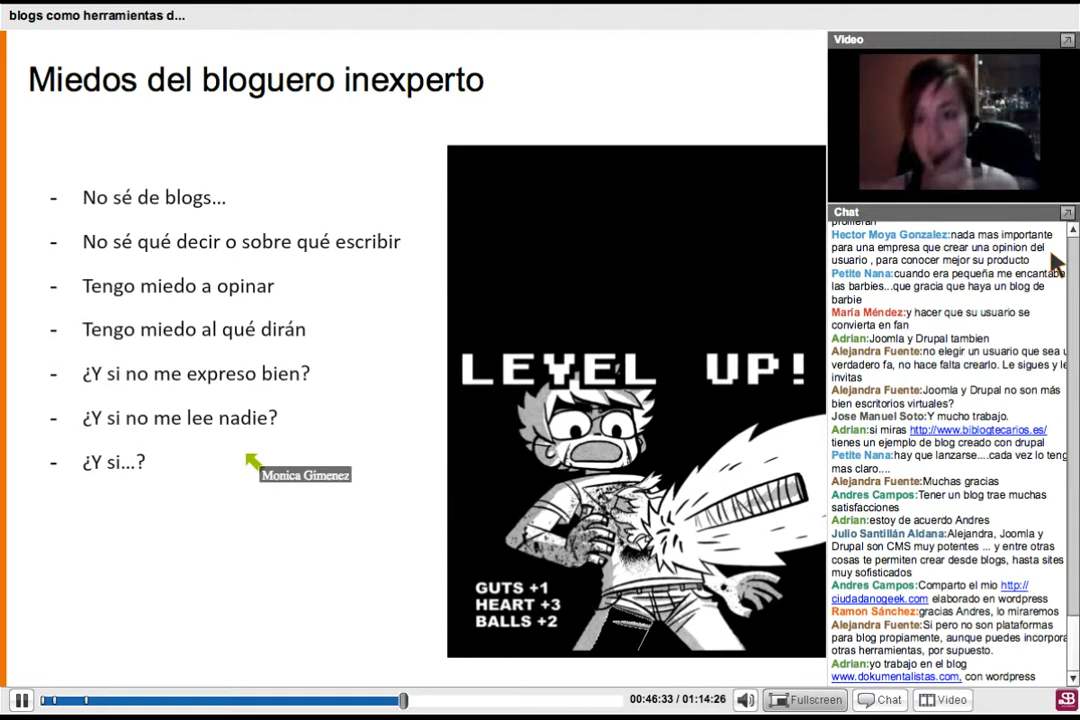 blogs como herramientas d...
Miedos del bloguero inexperto
- No sé de blogs...
- No sé qué decir o sobre qué escribir
- Tengo miedo a opinar
- Tengo miedo al qué dirán
- ¿Y si no me expreso bien?
- ¿Y si no me lee nadie?
- ¿Y si...?
Monica Gimenez
LEVEL UP!
GUTS +1
HEART +3
BALLS +2
Video
Chat
proliferan
Hector Moya Gonzalez:nada mas importante
para una empresa que crear una opinion del
usuario , para conocer mejor su producto
Petite Nana:cuando era pequeña me encantaba
las barbies...que gracia que haya un blog de
barbie
María Méndez:y hacer que su usuario se
convierta en fan
Adrian:Joomla y Drupal tambien
Alejandra Fuente:no elegir un usuario que sea u
verdadero fa, no hace falta crearlo. Le sigues y le
invitas
Alejandra Fuente:Joomla y Drupal no son más
bien escritorios virtuales?
Jose Manuel Soto:Y mucho trabajo.
Adrian:si miras http://www.biblogtecarios.es/
tienes un ejemplo de blog creado con drupal
Petite Nana:hay que lanzarse....cada vez lo teng
mas claro....
Alejandra Fuente:Muchas gracias
Andres Campos:Tener un blog trae muchas
satisfacciones
Adrian:estoy de acuerdo Andres
Julio Santillán Aldana:Alejandra, Joomla y
Drupal son CMS muy potentes ... y entre otras
cosas te permiten crear desde blogs, hasta sites
muy sofisticados
Andres Campos:Comparto el mio http://
ciudadanogeek.com elaborado en wordpress
Ramon Sánchez:gracias Andres, lo miraremos
Alejandra Fuente:Si pero no son plataformas
para blog propiamente, aunque puedes incorpora
otras herramientas, por supuesto.
Adrian:yo trabajo en el blog
www.dokumentalistas.com, con wordpress
00:46:33 / 01:14:26
Fullscreen
Chat
Video
SB